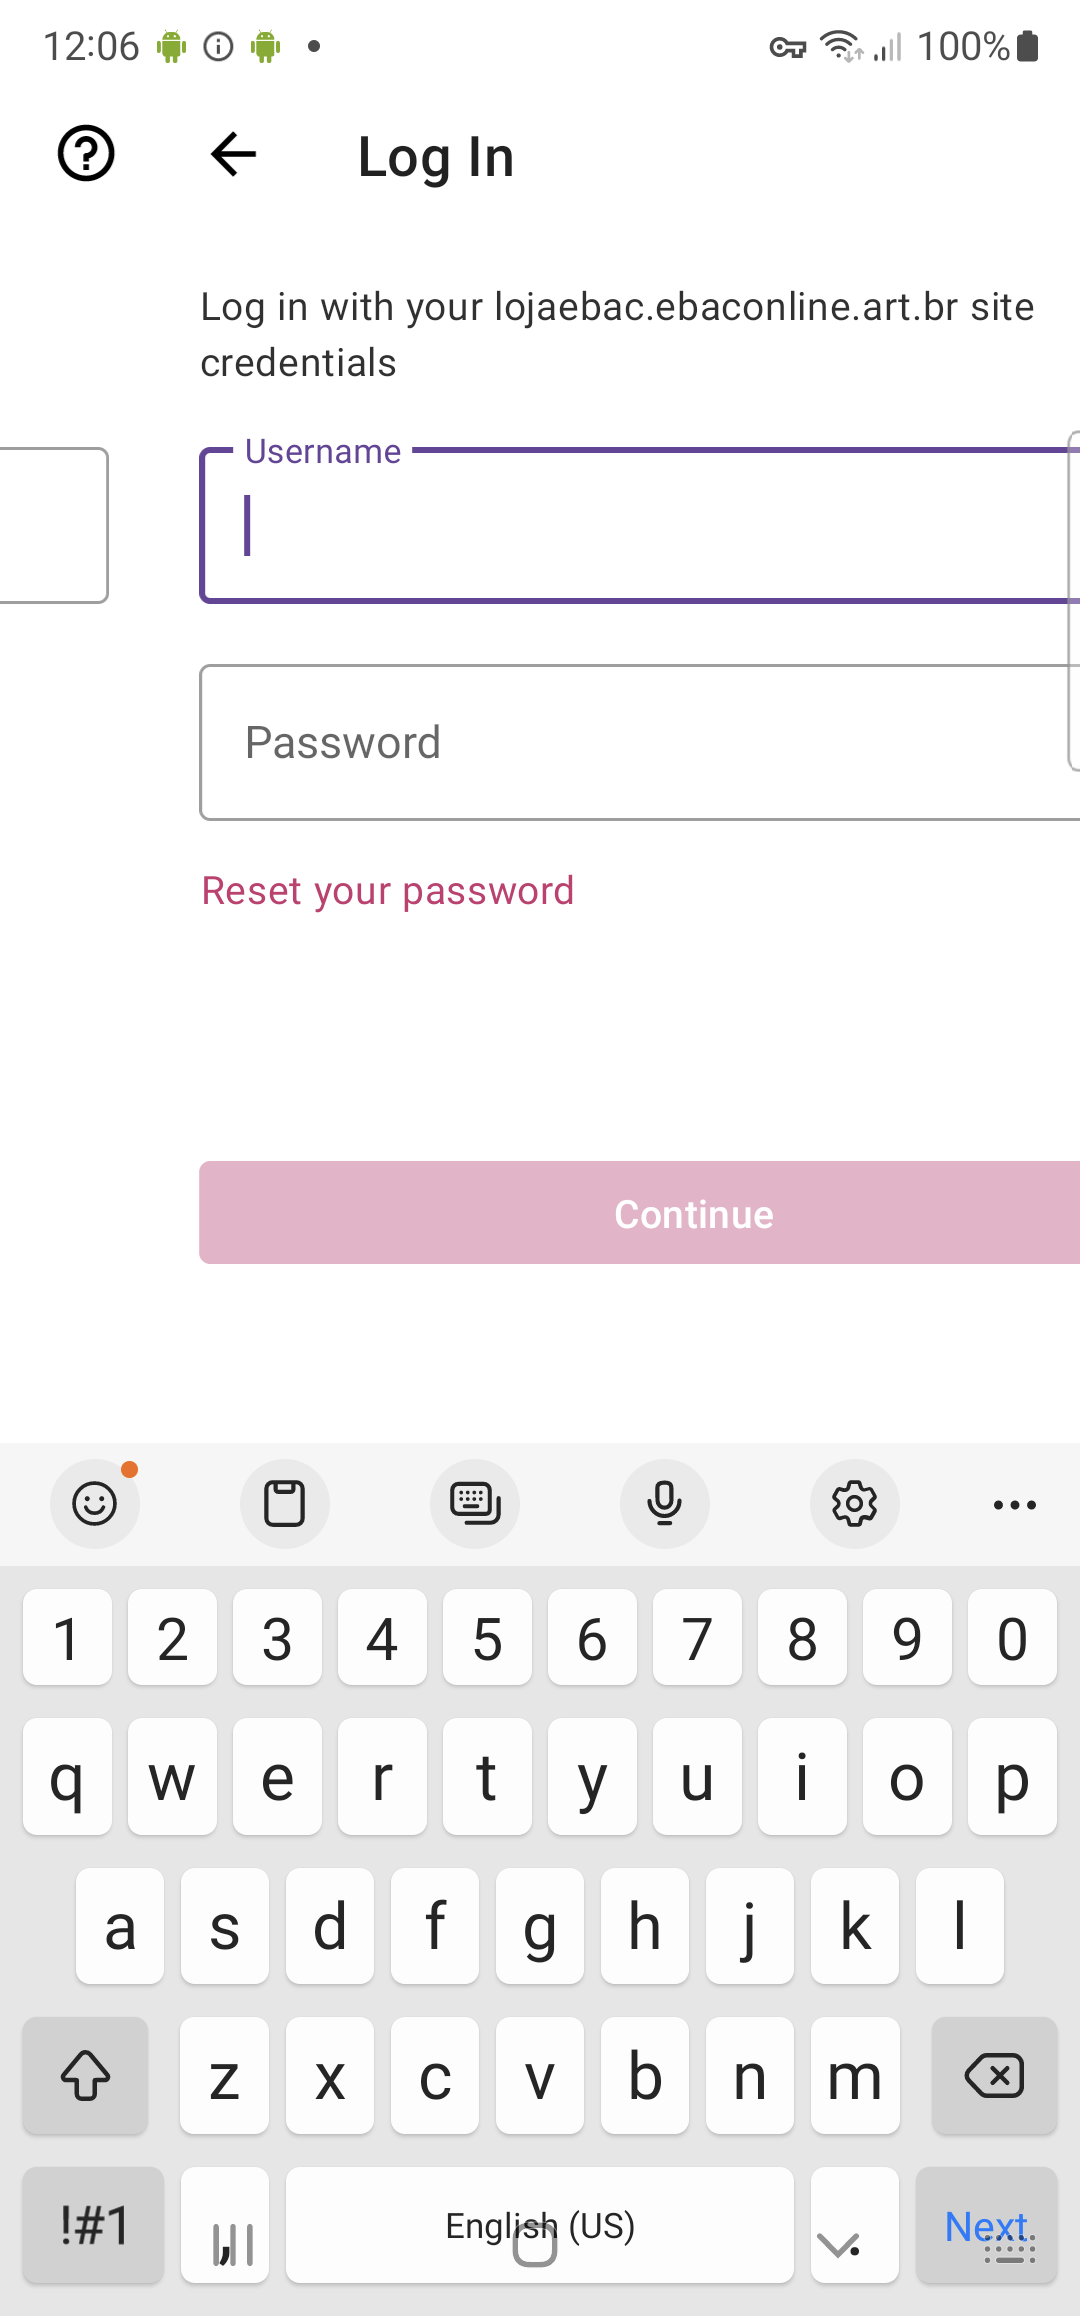 12:06 100%
Log In
Log in with your lojaebac.ebaconline.art.br site
credentials
Username
Password
Reset your password
Continue
1 2 3 4 5 6 7 8 9 0
q w e r t y u i o p
a s d f g h j k l
z x c v b n m
!#1 , English (US) . Next